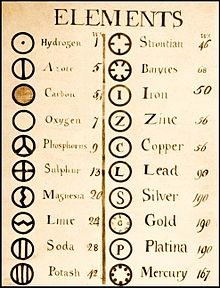 ELEMENTS
Hydrogen 1
Azote 5
Carbon
Oxygen 7
Phosphorus 9
Sulphur 13
Magnesia 20
Lime 24
Soda 28
Potash 42
Strontian 46
Barytes 68
I Iron 50
Z Zinc 56
C Copper 56
L Lead 90
S Silver 190
G Gold 190
P Platina 190
Mercury 167